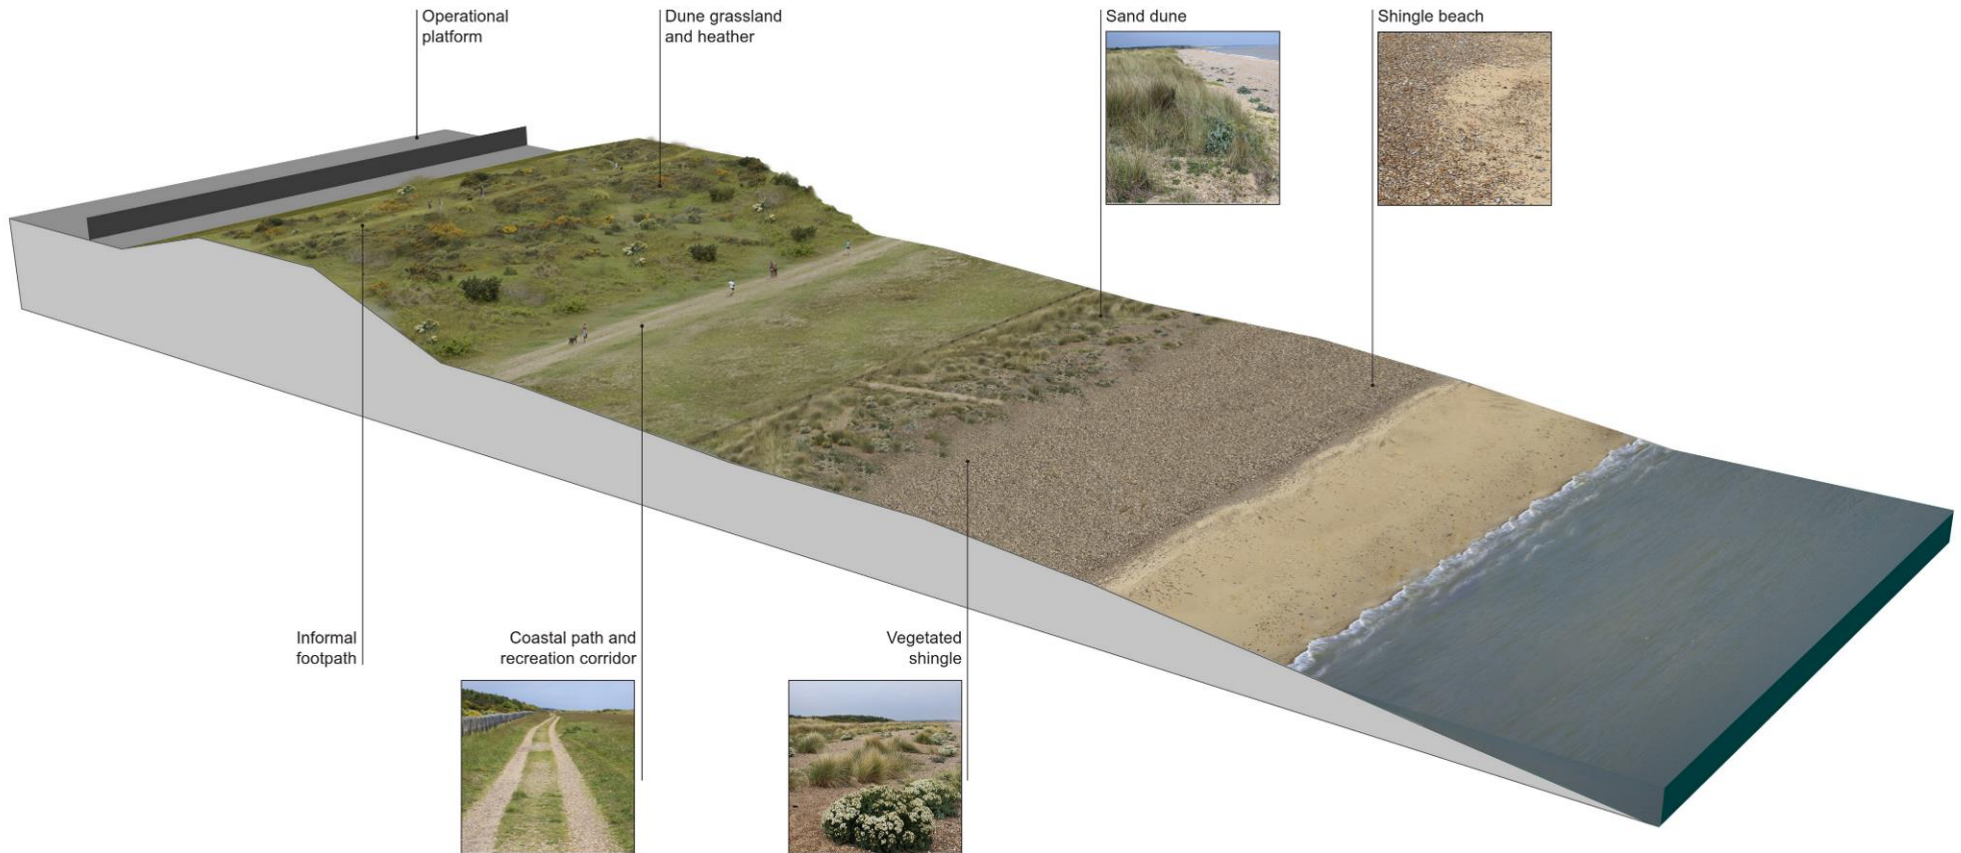 Operational
platform
Dune grassland
and heather
Sand dune
Shingle beach
Informal
footpath
Coastal path and
recreation corridor
Vegetated
shingle